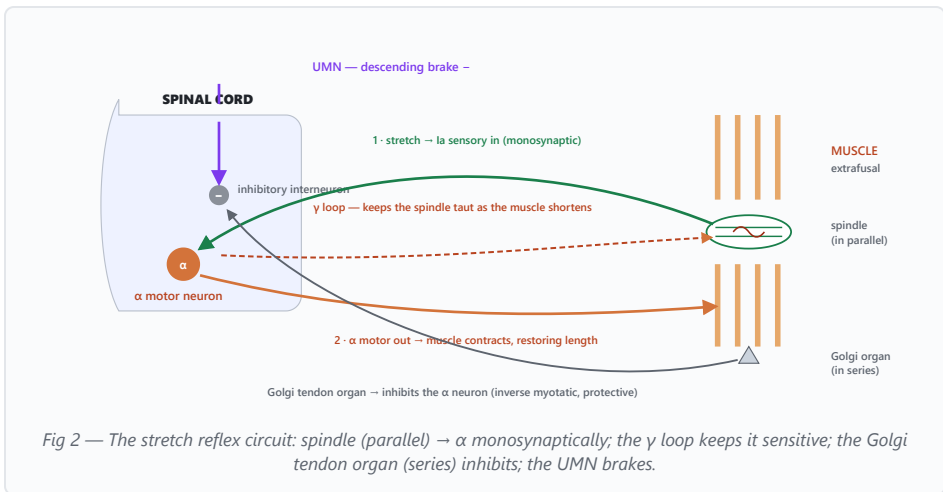 UMN — descending brake −
SPINAL CORD
1 · stretch → Ia sensory in (monosynaptic)
MUSCLE
extrafusal
−
inhibitory interneuron
γ loop — keeps the spindle taut as the muscle shortens
spindle
(in parallel)
α
α motor neuron
2 · α motor out → muscle contracts, restoring length
Golgi organ
(in series)
Golgi tendon organ → inhibits the α neuron (inverse myotatic, protective)
Fig 2 — The stretch reflex circuit: spindle (parallel) → α monosynaptically; the γ loop keeps it sensitive; the Golgi
tendon organ (series) inhibits; the UMN brakes.